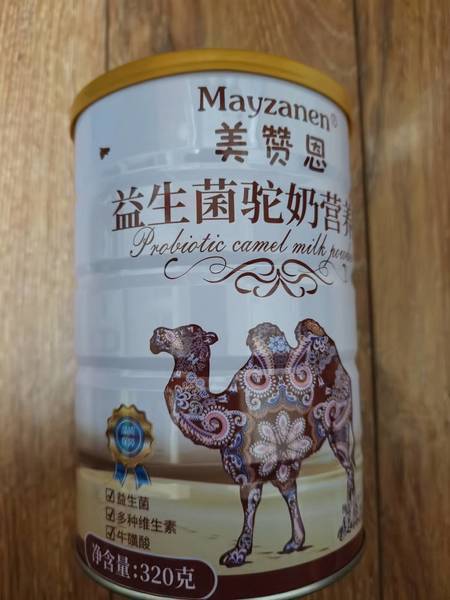 Mayzanen®
美赞恩
益生菌驼奶营养
Probiotic camel milk powder
☑益生菌
☑多种维生素
☑牛磺酸
净含量:320克